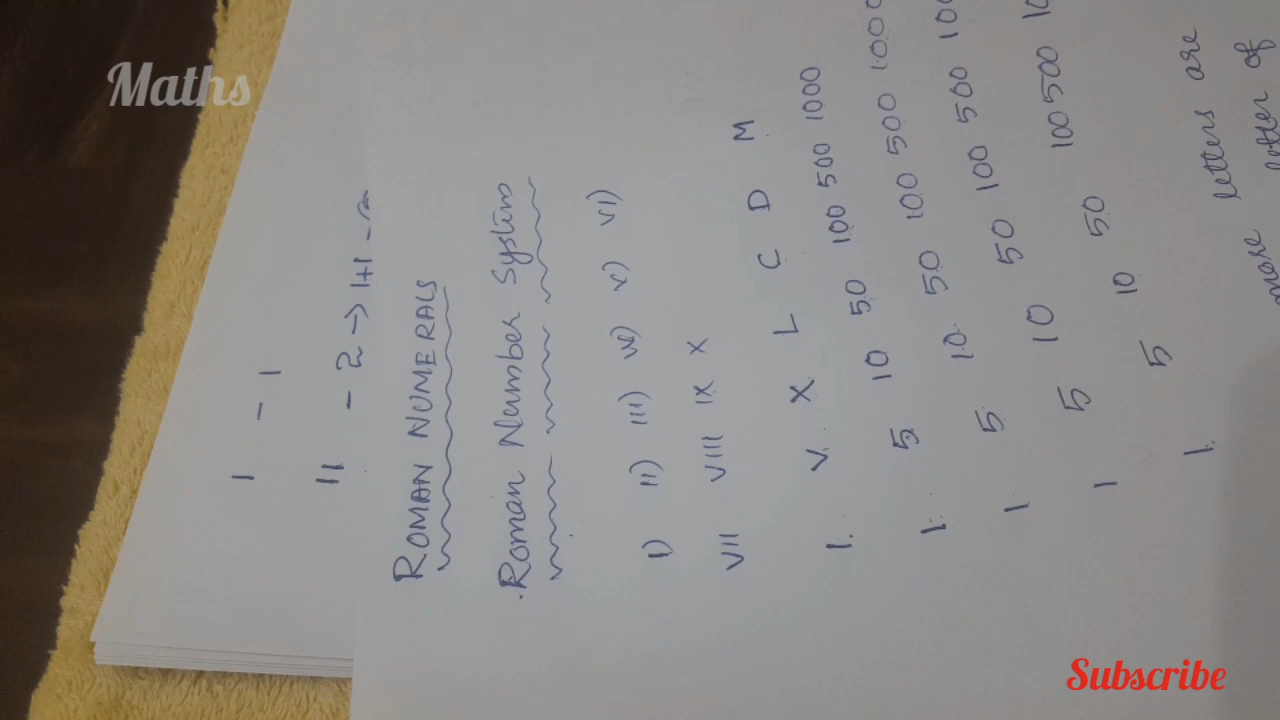 Maths
1 - 1
11 - 2 → 1+1
ROMAN NUMERALS
Roman Number System
I) II) III) IV) V) VI)
VII VIII IX X
I. V. X L C D M
5 10 50 100 500 1000
1. 10. 50 100 500 1000
1 5 10 50 100 500
1 5 10 50 100 500
1. 5 10 50
letters are
more letter of
Subscribe